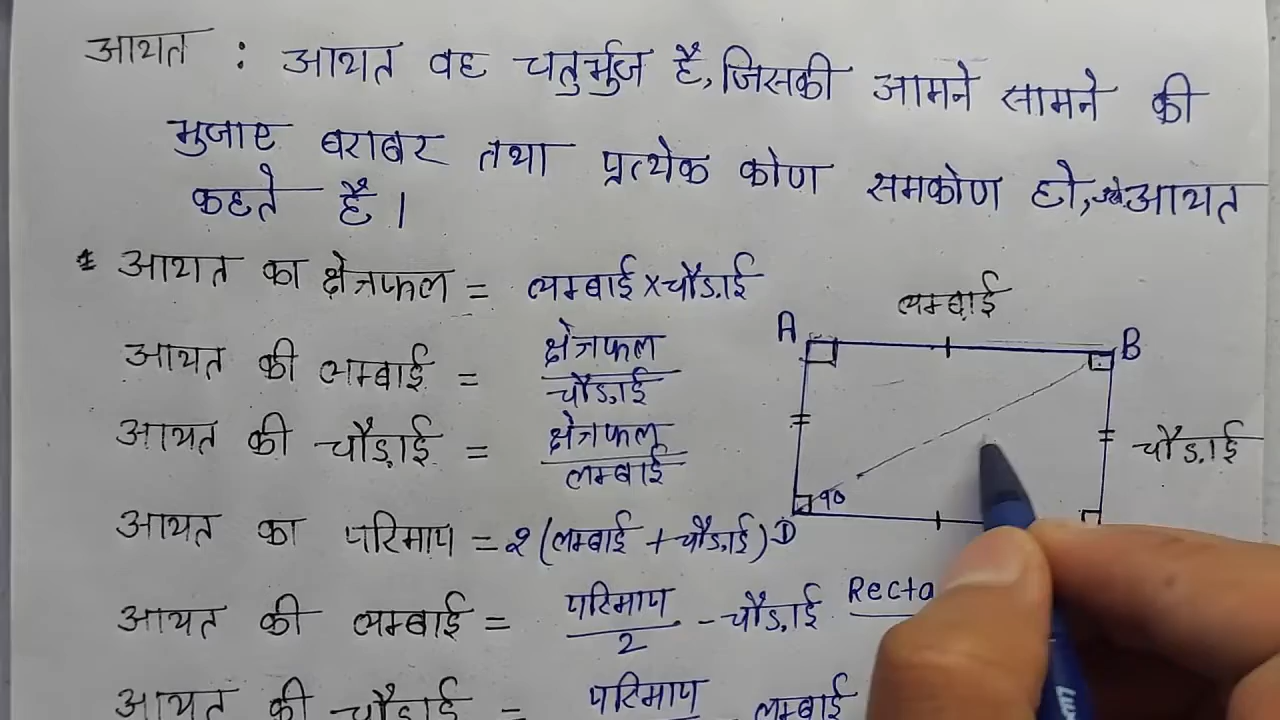 आयत : आयत वह चतुर्भुज है, जिसकी आमने सामने की
भुजाए बराबर तथा प्रत्येक कोण समकोण हो, आयत
कहते है ।
आयत का क्षेत्रफल = लम्बाई × चौड़ाई
आयत की लम्बाई = क्षेत्रफल / चौड़ाई
आयत की चौड़ाई = क्षेत्रफल / लम्बाई
आयत का परिमाप = 2 (लम्बाई + चौड़ाई)
आयत की लम्बाई = परिमाप / 2 - चौड़ाई
आयत की चौड़ाई = परिमाप लम्बाई
लम्बाई
A
B
चौड़ाई
90
D
Recta